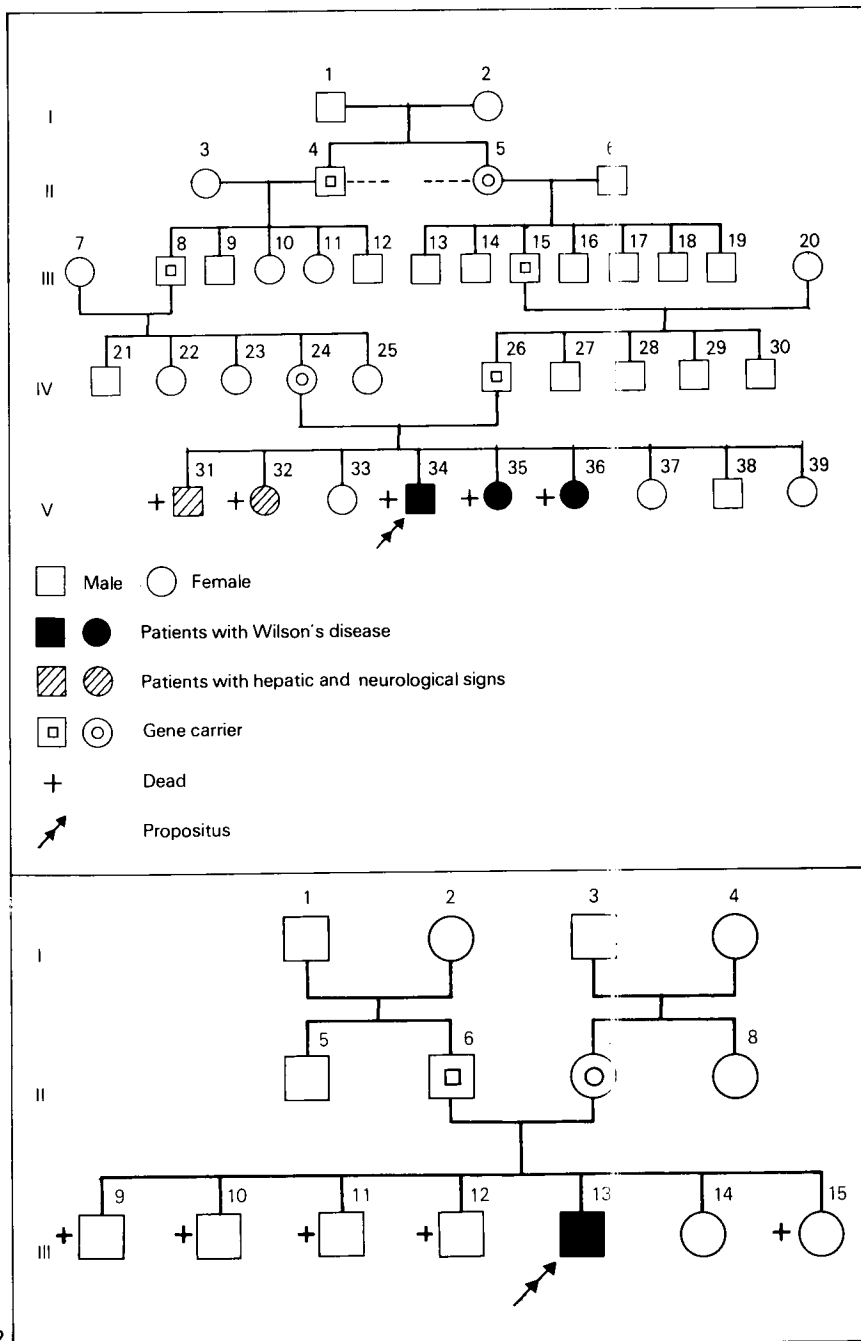 1 2
I
3 4 5 6
II
7 8 9 10 11 12 13 14 15 16 17 18 19 20
III
21 22 23 24 25 26 27 28 29 30
IV
31 32 33 34 35 36 37 38 39
+ + + + +
V
Male Female
Patients with Wilson's disease
Patients with hepatic and neurological signs
Gene carrier
+ Dead
Propositus
1 2 3 4
I
5 6 8
II
9 10 11 12 13 14 15
+ + + + +
III
2